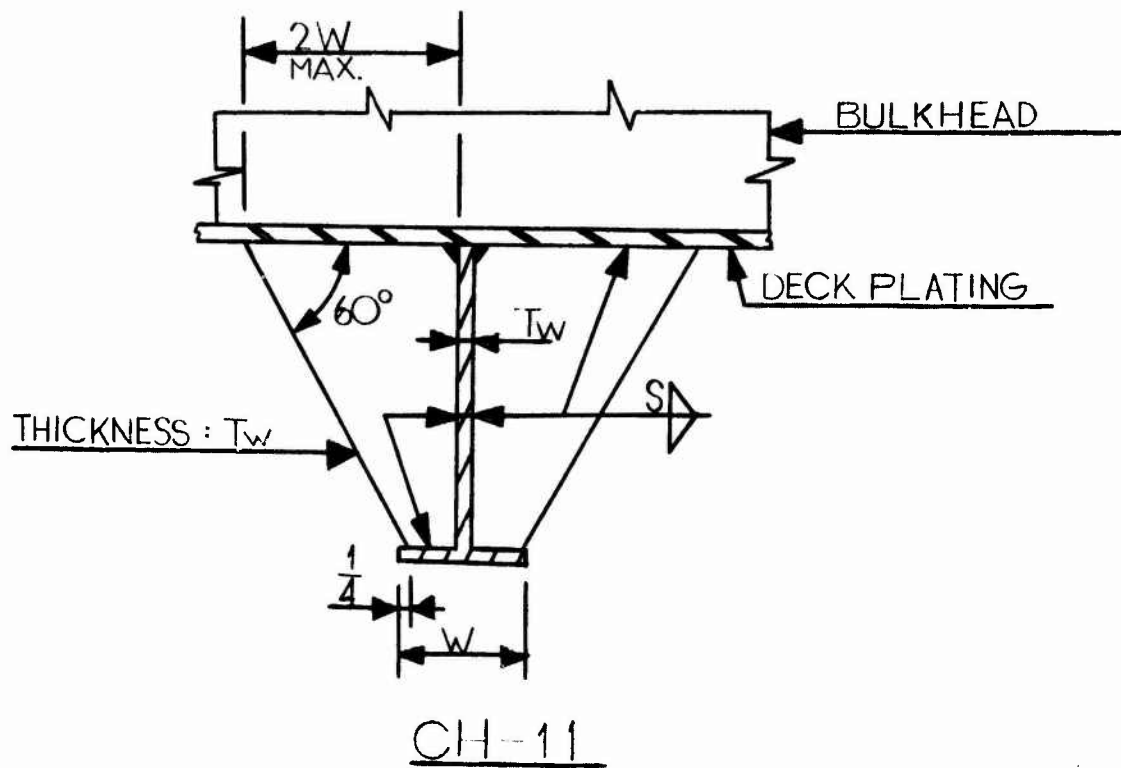 2W
MAX.
BULKHEAD
DECK PLATING
60°
TW
S
THICKNESS : TW
1/4
W
CH-11